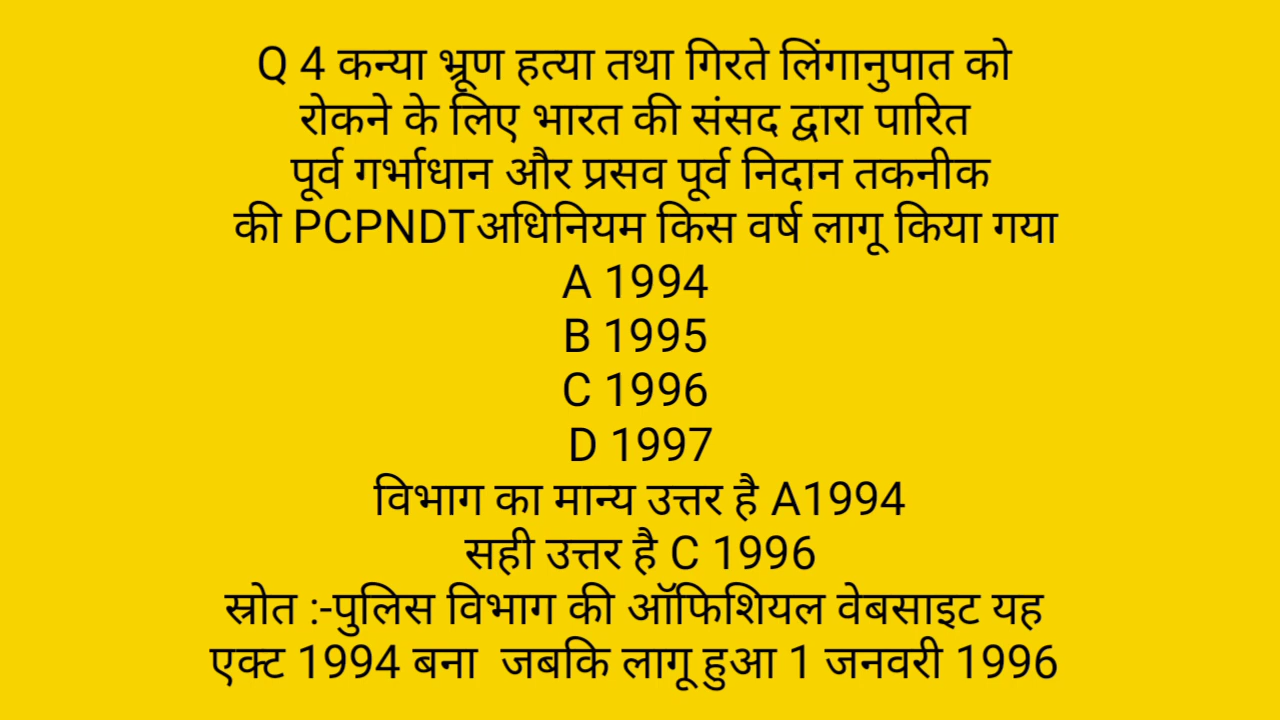 Q 4 कन्या भ्रूण हत्या तथा गिरते लिंगानुपात को
रोकने के लिए भारत की संसद द्वारा पारित
पूर्व गर्भाधान और प्रसव पूर्व निदान तकनीक
की PCPNDTअधिनियम किस वर्ष लागू किया गया
A 1994
B 1995
C 1996
D 1997
विभाग का मान्य उत्तर है A1994
सही उत्तर है C 1996
स्रोत :-पुलिस विभाग की ऑफिशियल वेबसाइट यह
एक्ट 1994 बना जबकि लागू हुआ 1 जनवरी 1996